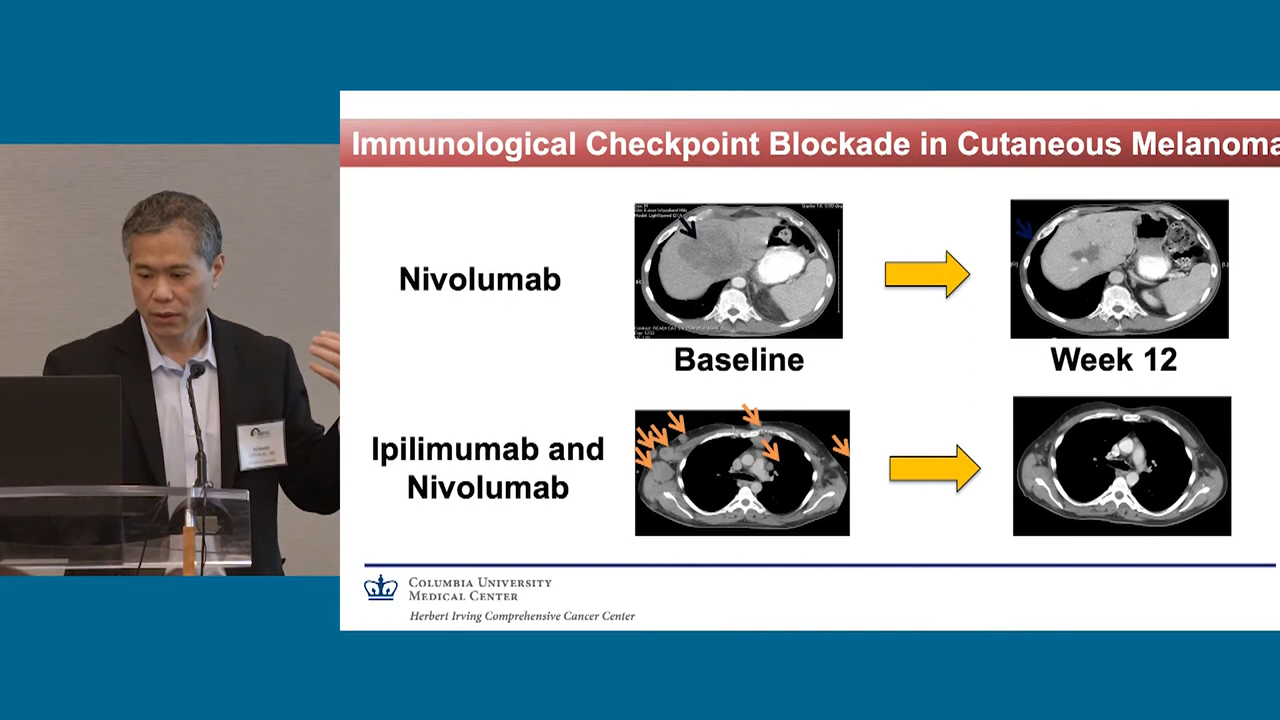 Immunological Checkpoint Blockade in Cutaneous Melanoma
Nivolumab
Baseline
Week 12
Ipilimumab and
Nivolumab
COLUMBIA UNIVERSITY
MEDICAL CENTER
Herbert Irving Comprehensive Cancer Center